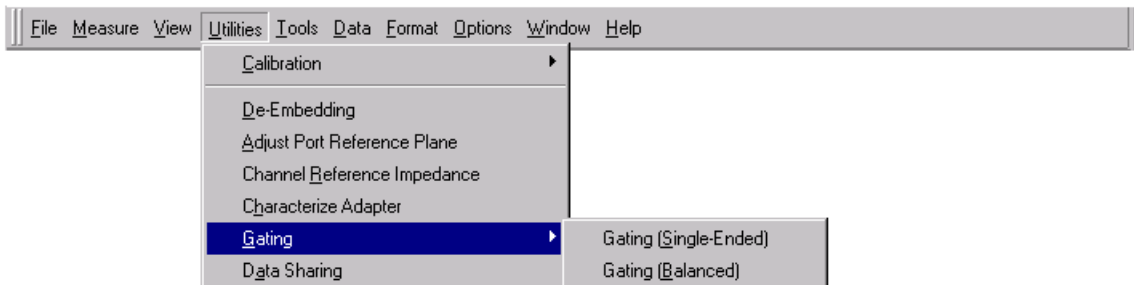 File Measure View Utilities Tools Data Format Options Window Help
Calibration
De-Embedding
Adjust Port Reference Plane
Channel Reference Impedance
Characterize Adapter
Gating
Gating (Single-Ended)
Data Sharing
Gating (Balanced)